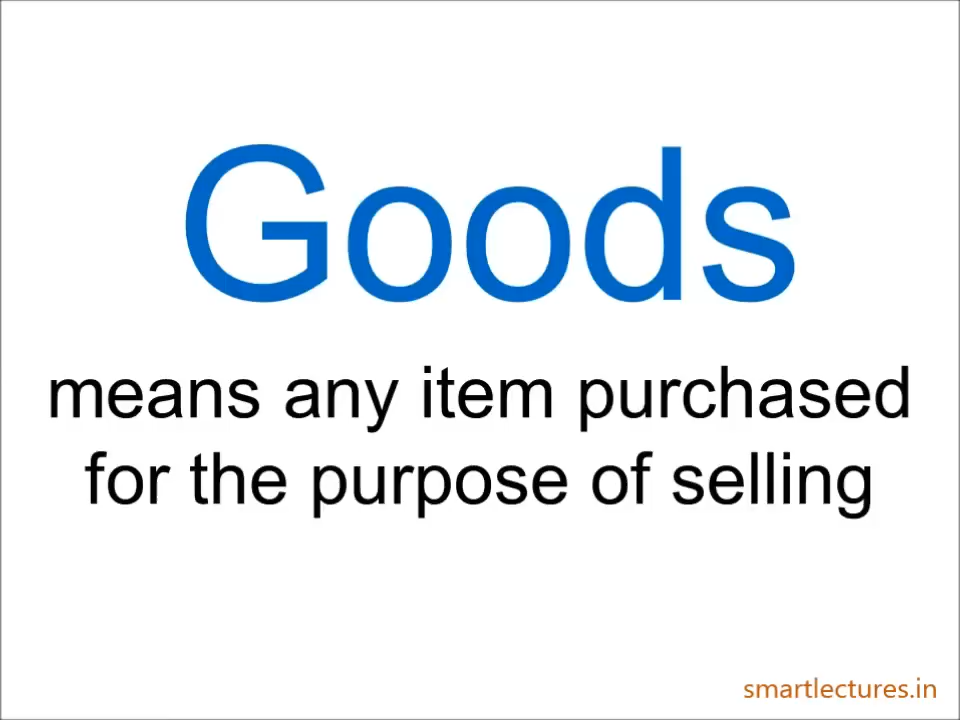 Goods
means any item purchased
for the purpose of selling
smartlectures.in